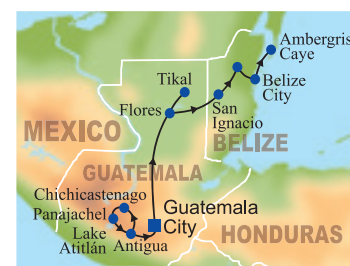 Ambergris
Caye
Tikal
Belize
City
Flores
San
Ignacio
MEXICO
BELIZE
GUATEMALA
Chichicastenago
Panajachel
Guatemala
City
Lake
Atitlán
Antigua
HONDURAS